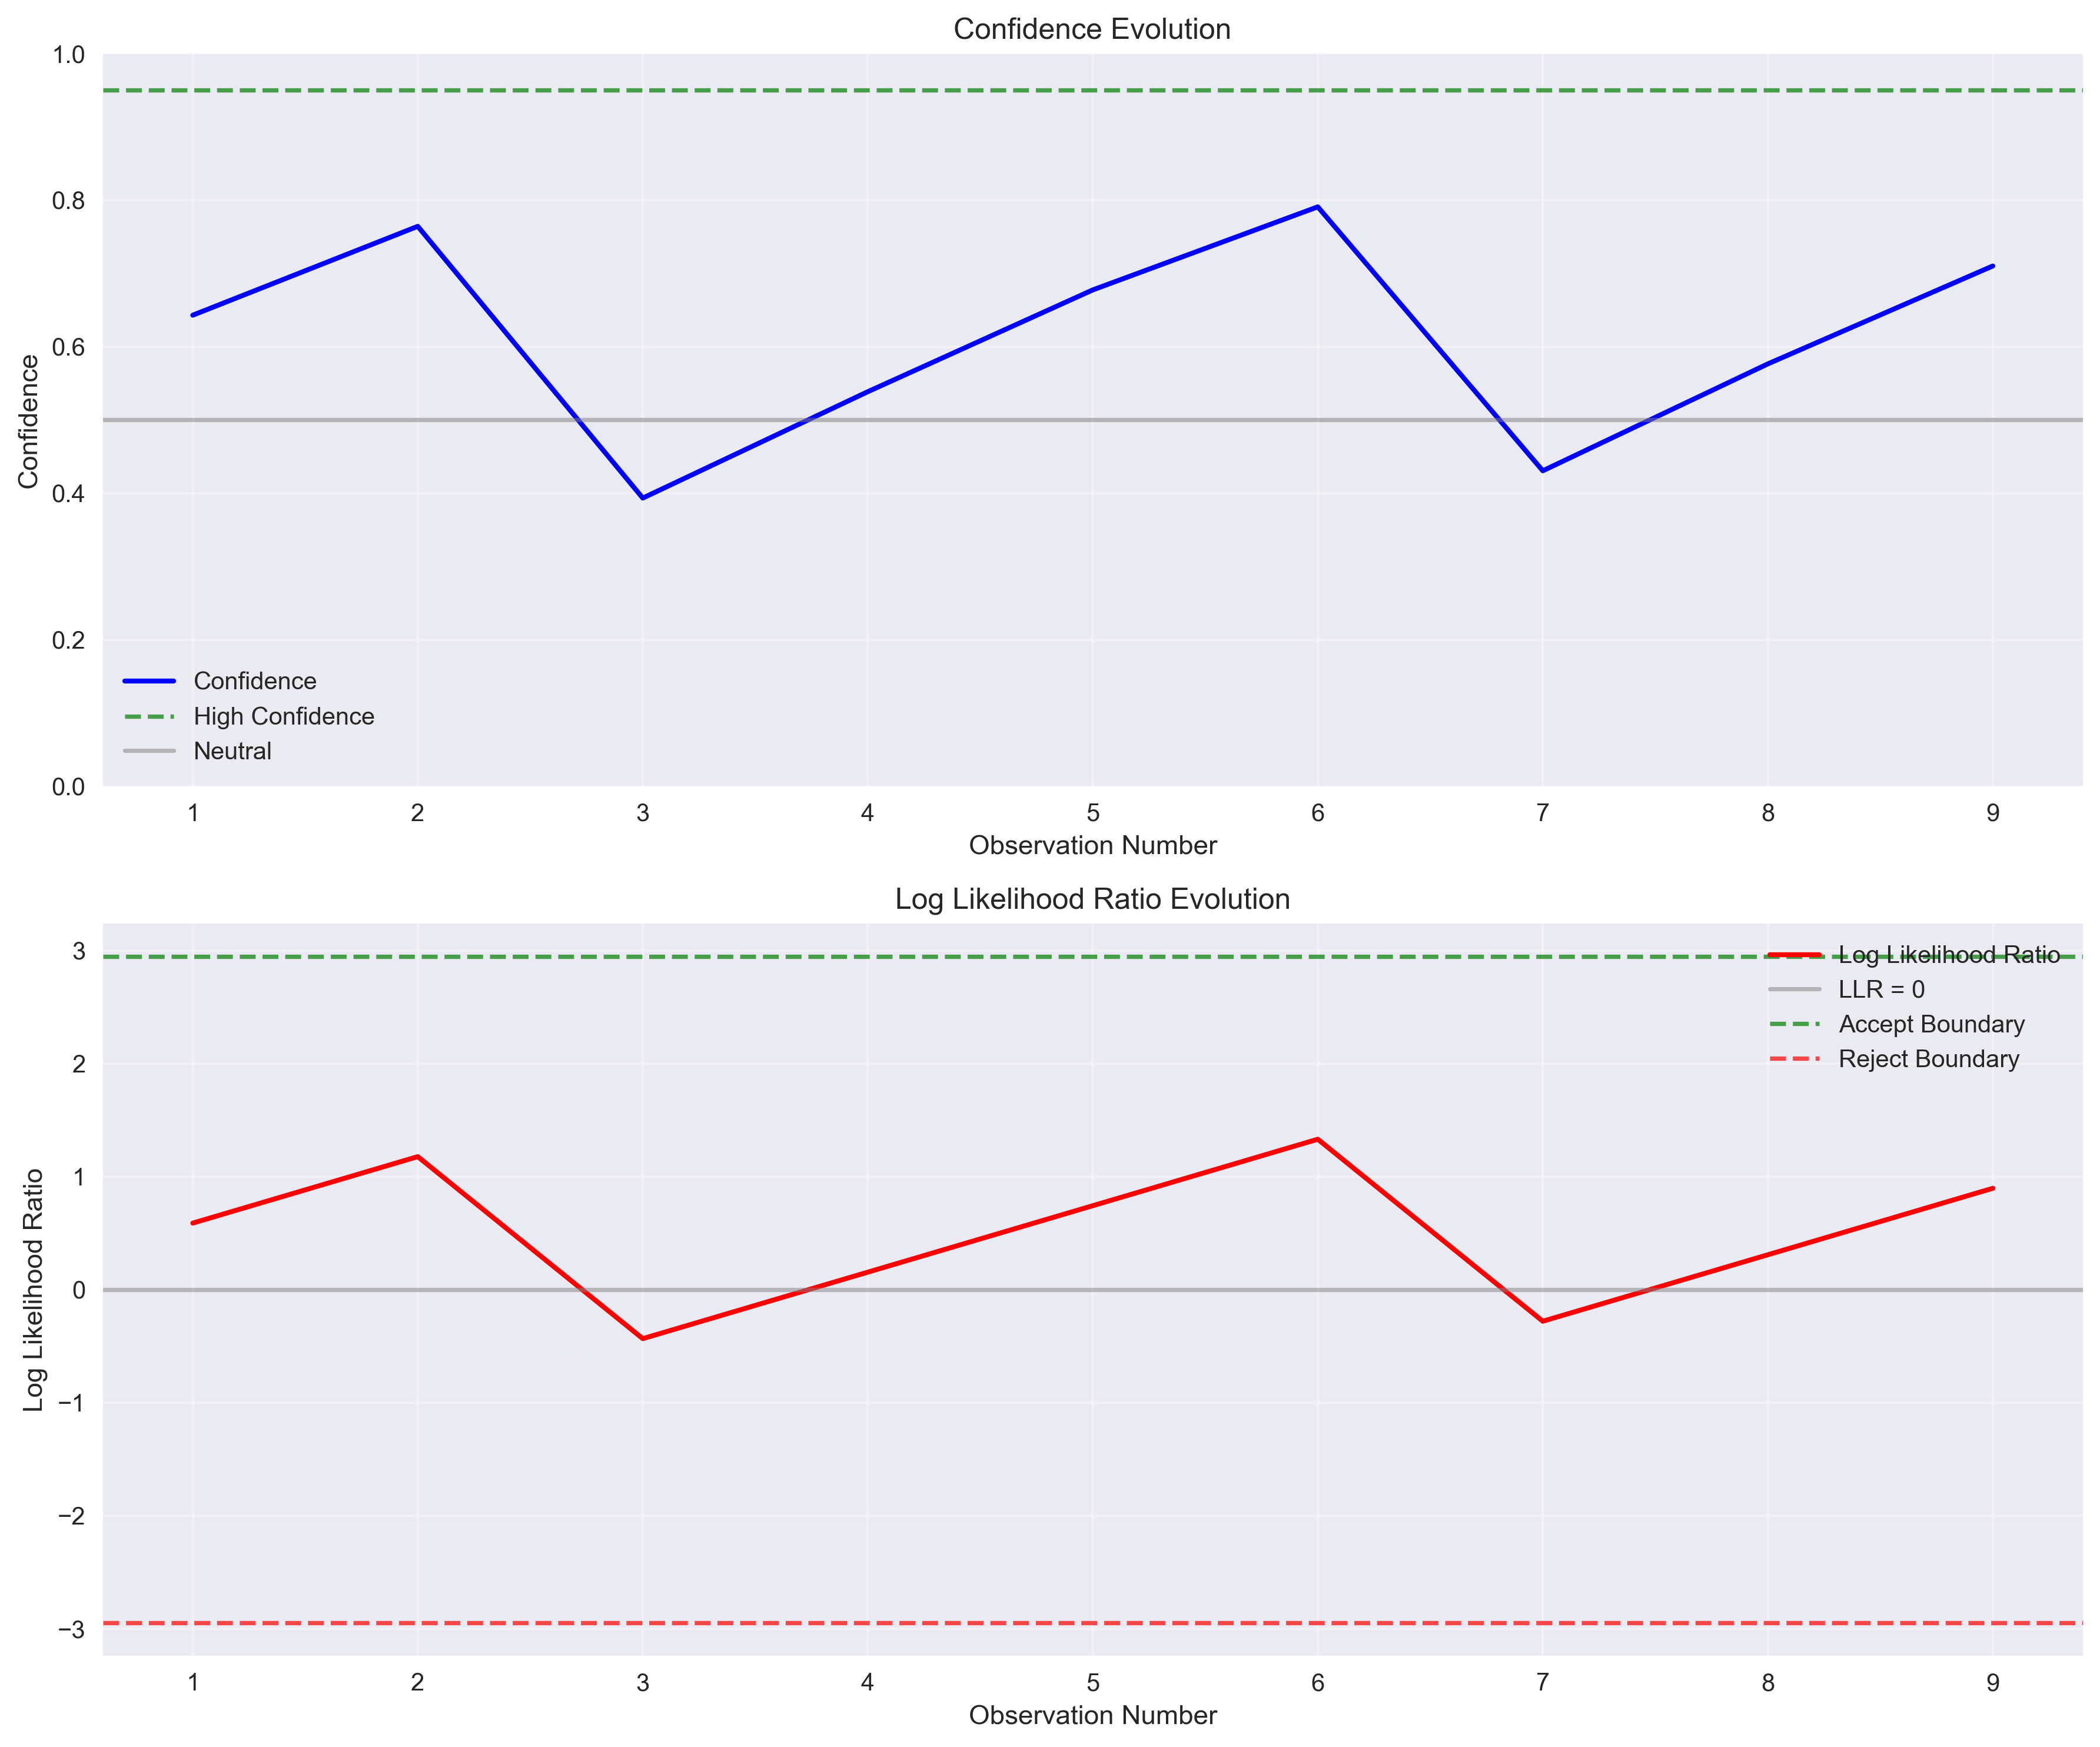 Confidence Evolution
1.0
0.8
0.6
0.4
0.2
0.0
Confidence
Confidence
High Confidence
Neutral
1 2 3 4 5 6 7 8 9
Observation Number
Log Likelihood Ratio Evolution
3
2
1
0
−1
−2
−3
Log Likelihood Ratio
Log Likelihood Ratio
LLR = 0
Accept Boundary
Reject Boundary
1 2 3 4 5 6 7 8 9
Observation Number